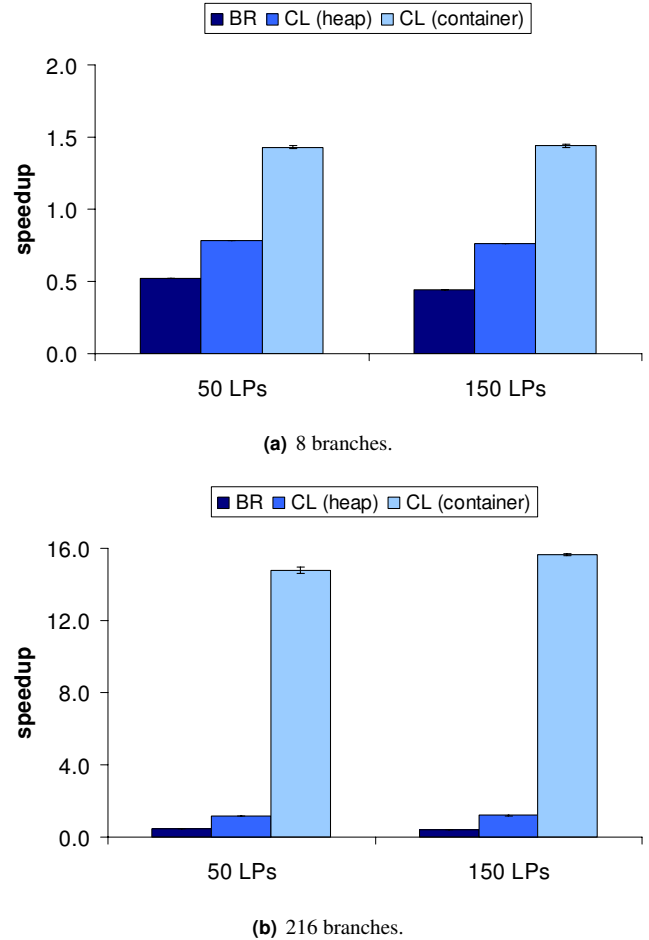 BR CL (heap) CL (container)
2.0
1.5
1.0
0.5
0.0
speedup
50 LPs 150 LPs
(a) 8 branches.
BR CL (heap) CL (container)
16.0
12.0
8.0
4.0
0.0
speedup
50 LPs 150 LPs
(b) 216 branches.